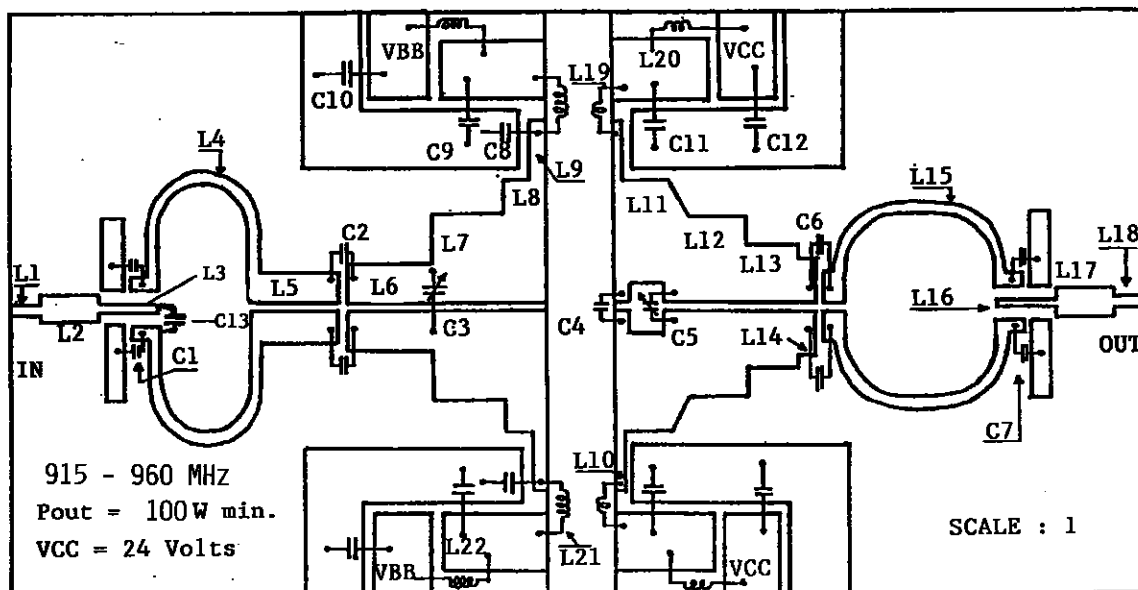 VBB
L20
VCC
C10
L19
C9
C8
C11
C12
L4
L9
L8
L11
L15
C2
L7
L12
C6
L18
L1
L3
L5
L6
L13
L17
L16
C13
L2
C3
C4
C5
L14
OUT
IN
C1
C7
915 - 960 MHz
L10
Pout = 100W min.
SCALE : 1
VCC = 24 Volts
L22
L21
VBB
VCC